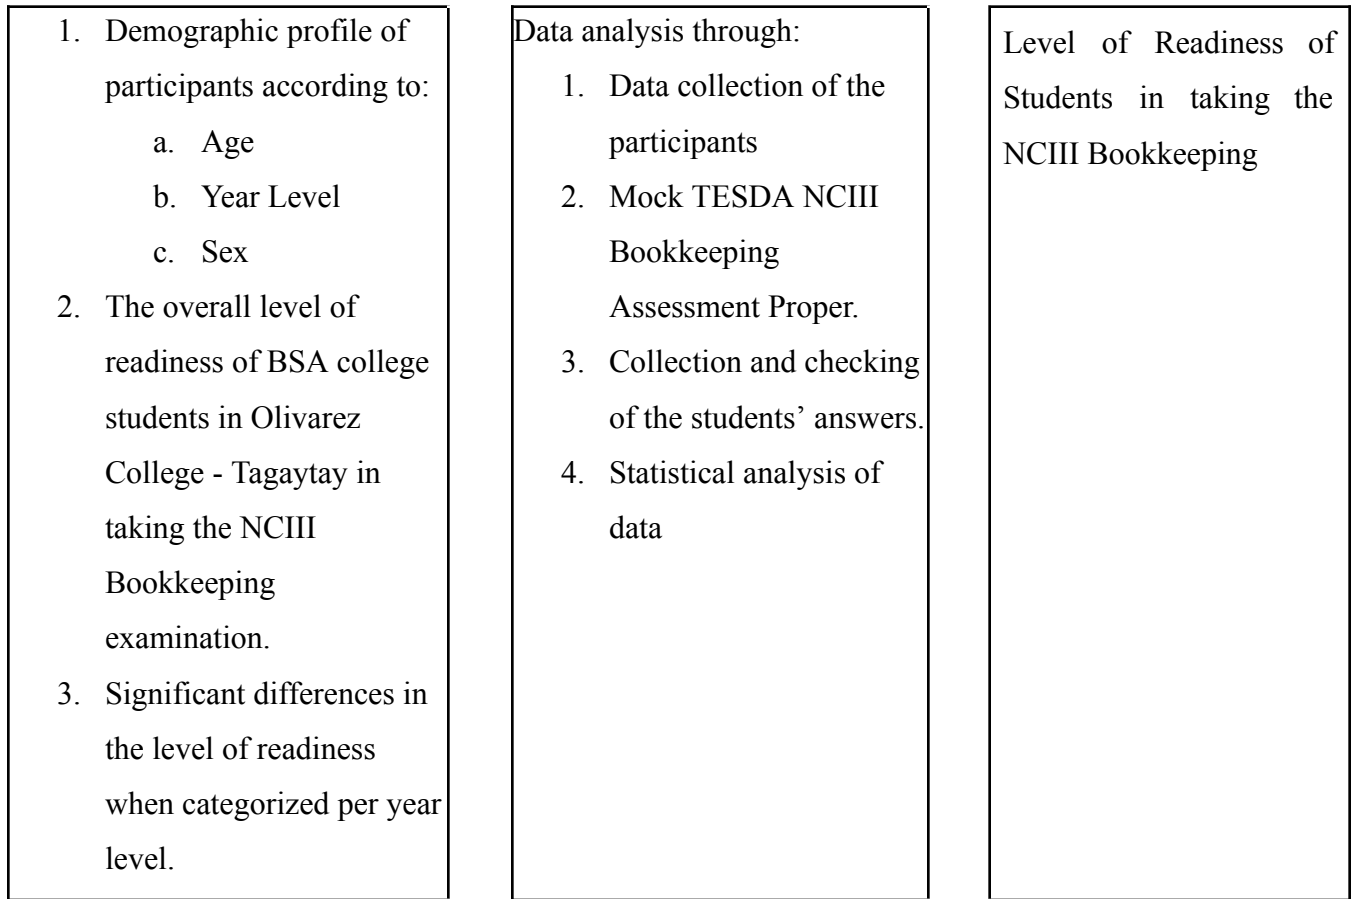 1. Demographic profile of
participants according to:
a. Age
b. Year Level
c. Sex
2. The overall level of
readiness of BSA college
students in Olivarez
College - Tagaytay in
taking the NCIII
Bookkeeping
examination.
3. Significant differences in
the level of readiness
when categorized per year
level.
Data analysis through:
1. Data collection of the
participants
2. Mock TESDA NCIII
Bookkeeping
Assessment Proper.
3. Collection and checking
of the students’ answers.
4. Statistical analysis of
data
Level of Readiness of
Students in taking the
NCIII Bookkeeping